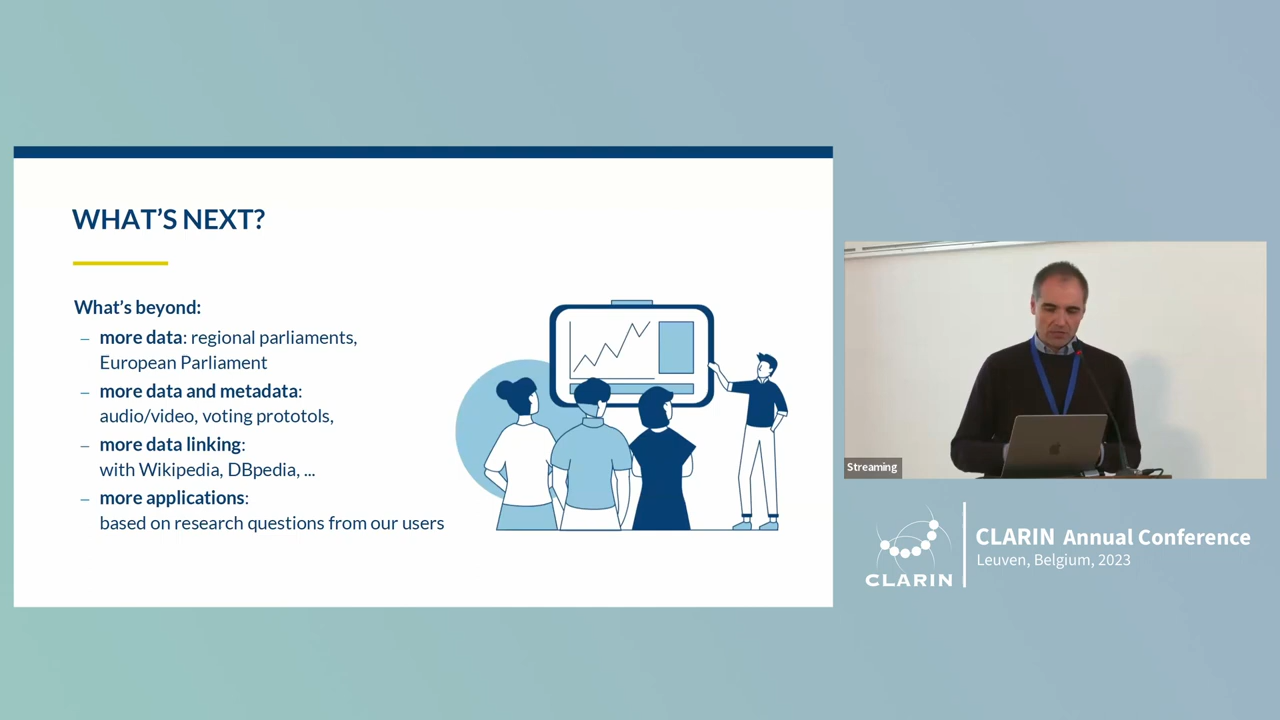 WHAT'S NEXT?
What's beyond:
– more data: regional parliaments,
European Parliament
– more data and metadata:
audio/video, voting prototols,
– more data linking:
with Wikipedia, DBpedia, ...
– more applications:
based on research questions from our users
Streaming
CLARIN
CLARIN Annual Conference
Leuven, Belgium, 2023